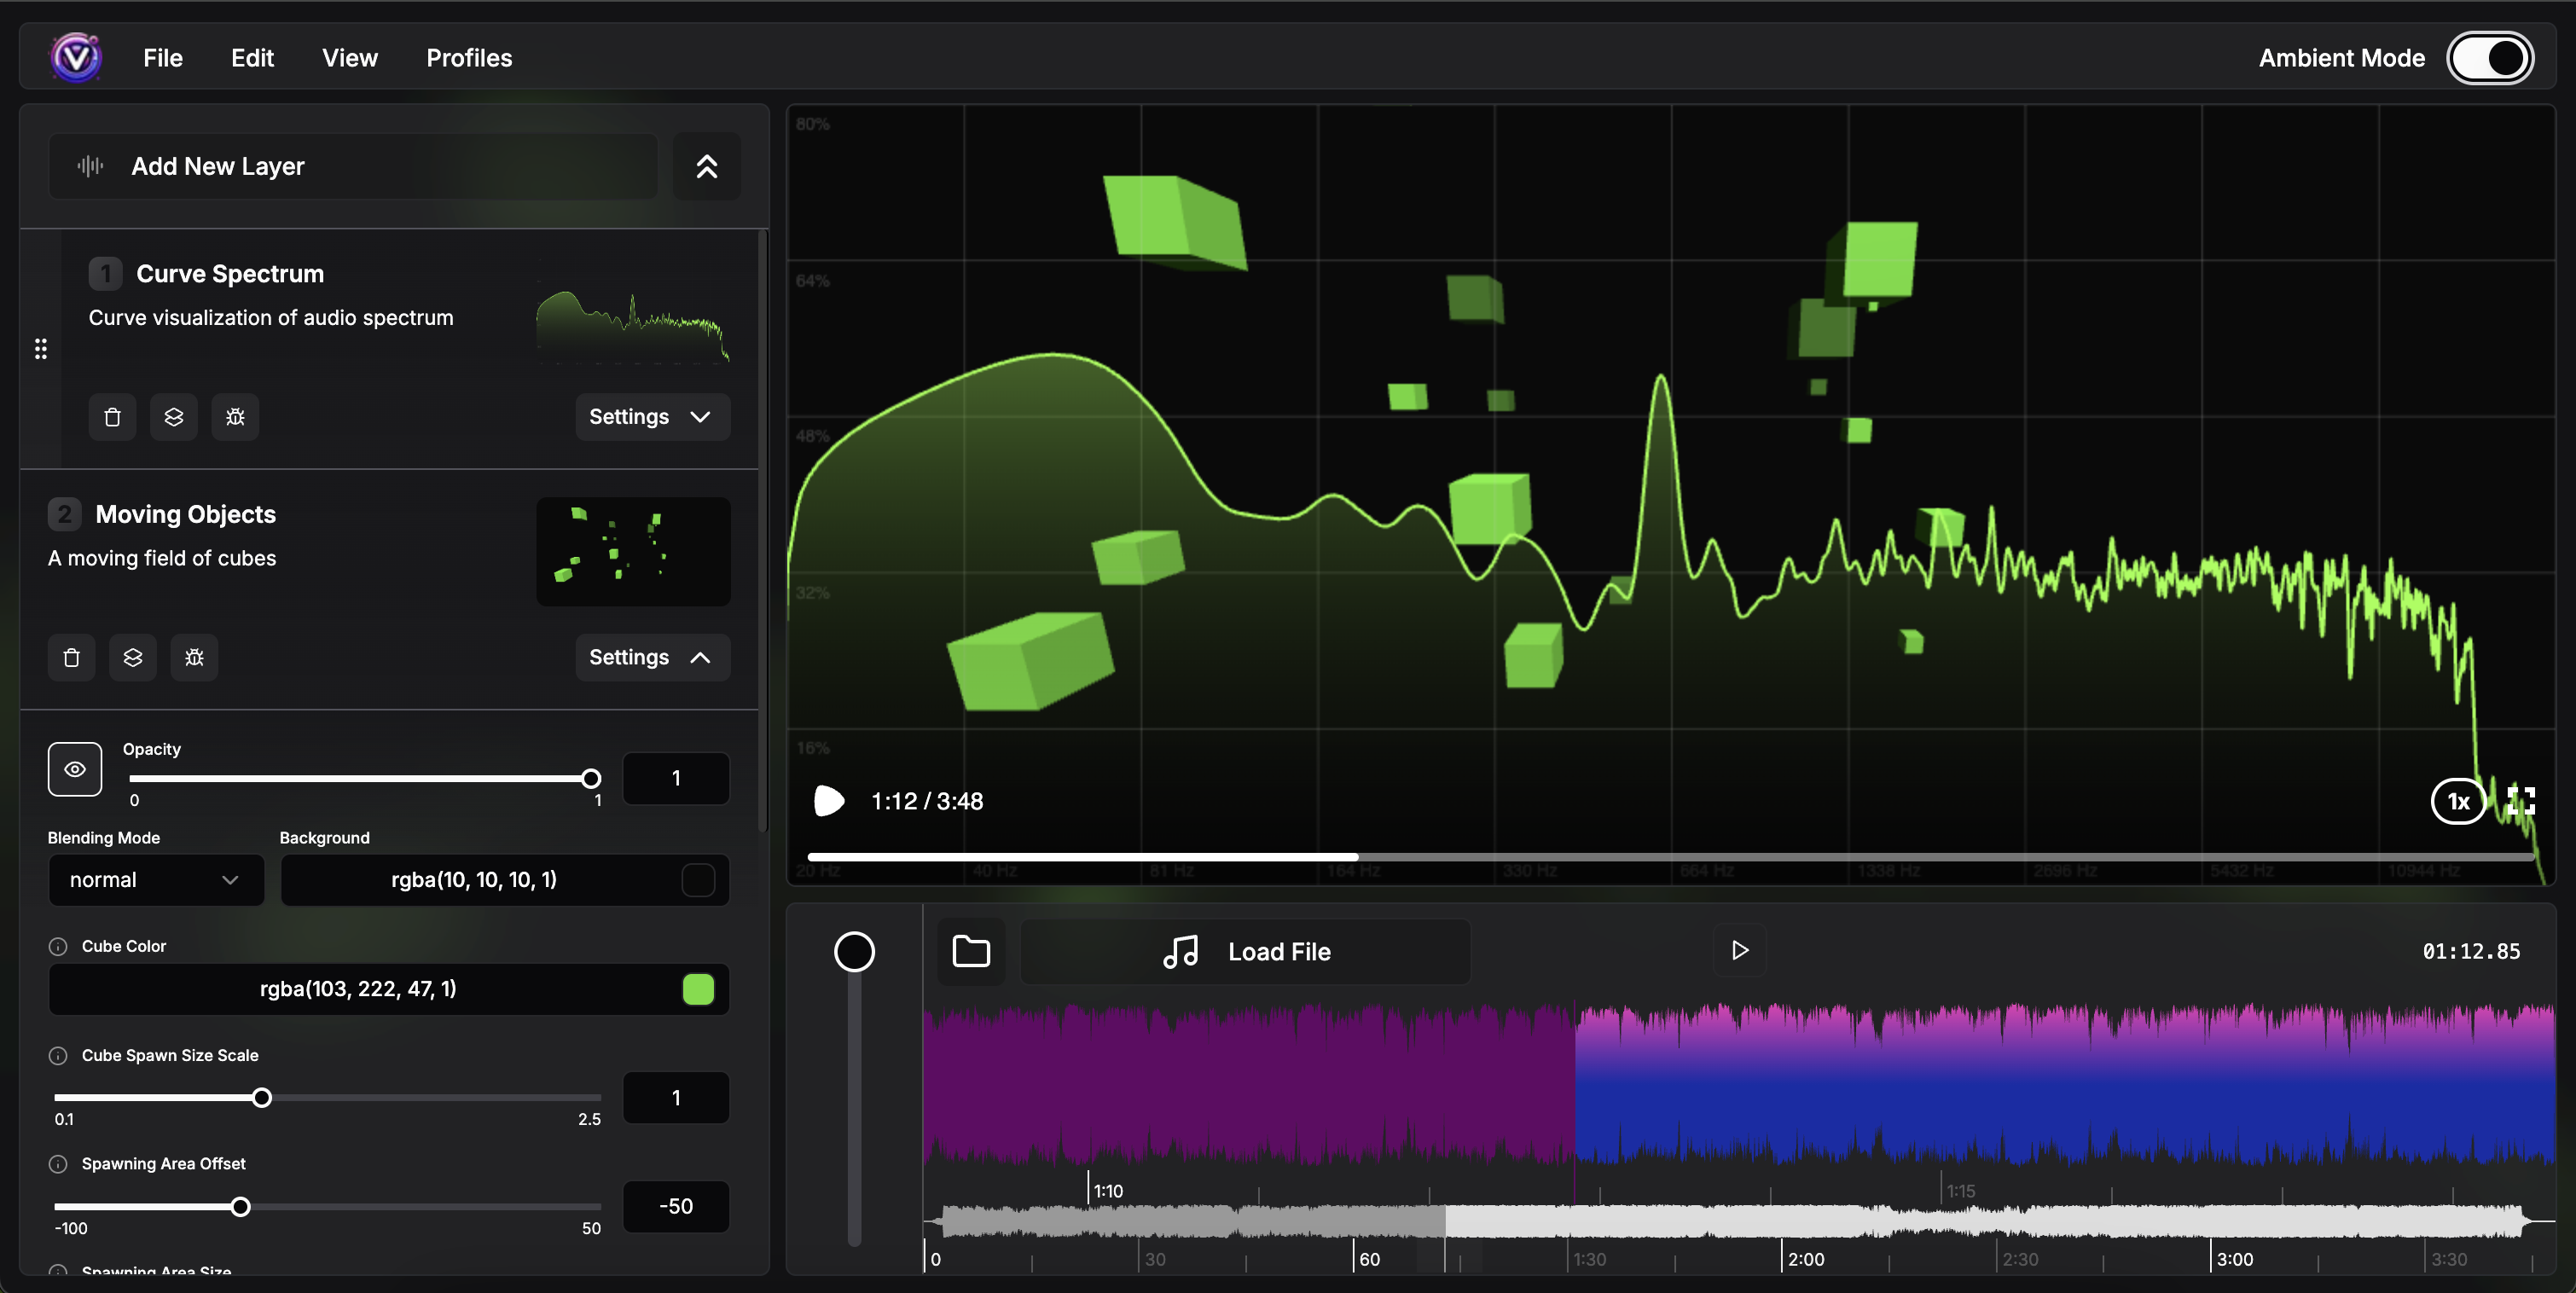 File Edit View Profiles Ambient Mode
Add New Layer
1 Curve Spectrum
Curve visualization of audio spectrum
Settings
2 Moving Objects
A moving field of cubes
Settings
Opacity
0 1
1
Blending Mode Background
normal rgba(10, 10, 10, 1)
Cube Color
rgba(103, 222, 47, 1)
Cube Spawn Size Scale
0.1 2.5
1
Spawning Area Offset
-100 50
-50
Spawning Area Size
80%
64%
48%
32%
16%
1:12 / 3:48 1x
20 Hz 40 Hz 81 Hz 164 Hz 330 Hz 664 Hz 1338 Hz 2696 Hz 5432 Hz 10944 Hz
Load File 01:12.85
1:10 1:15
0 30 60 1:30 2:00 2:30 3:00 3:30